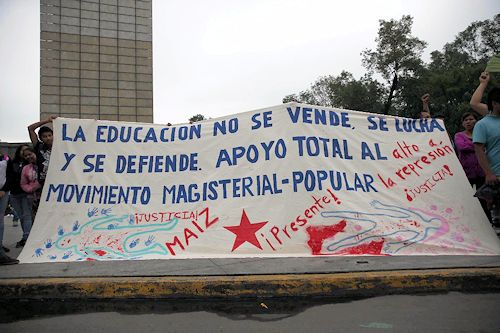 LA EDUCACIÓN NO SE VENDE, SE LUCHA
Y SE DEFIENDE. APOYO TOTAL AL
MOVIMIENTO MAGISTERIAL-POPULAR
alto a
la represión
¡JUSTICIA!
¡JUSTICIA!
MAIZ
¡Presente!